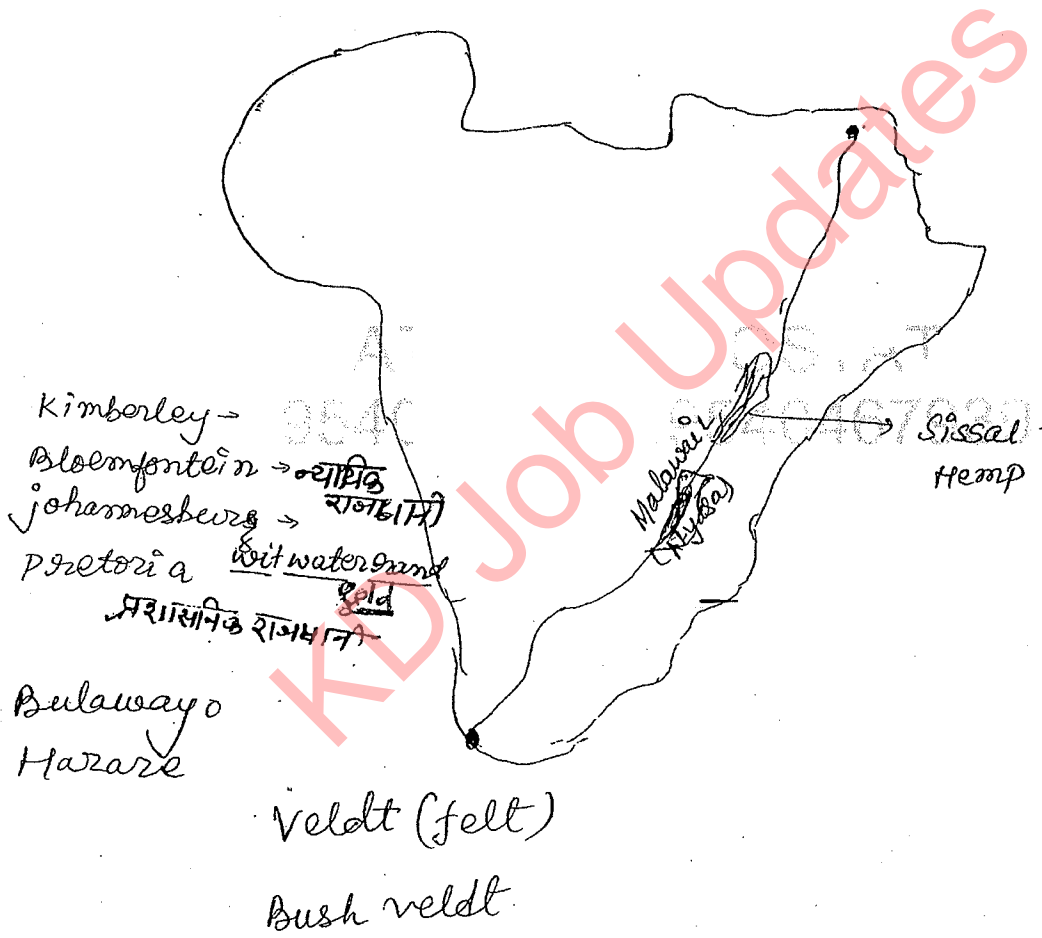 KD Job Updates
Kimberley →
Bloemfontein → न्यायिक
राजधानी
Johannesburg →
Pretoria witwatersrand
gold
प्रशासनिक राजधानी
Bulawayo
Harare
Malawi
(Nyasa)
Sissal
Hemp
Veldt (felt)
Bush veldt